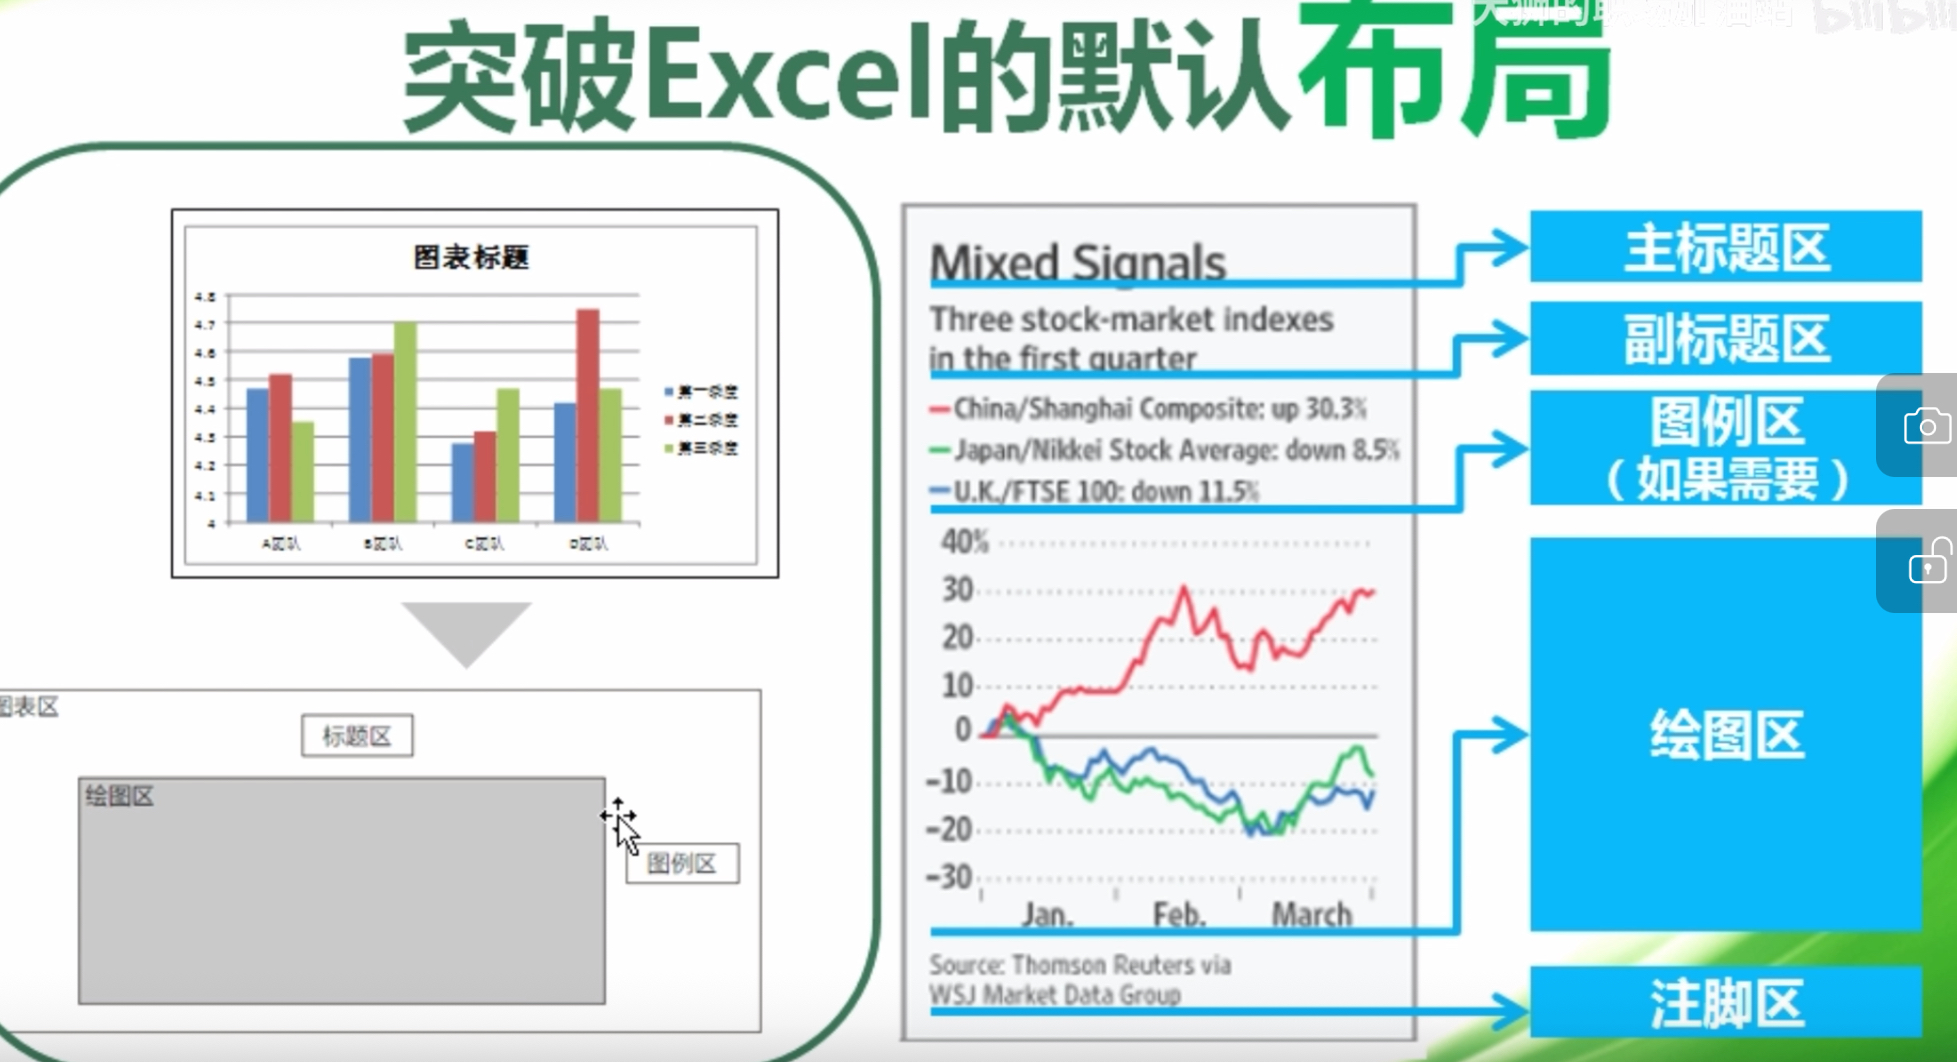 突破Excel的默认布局
bilibili
图表标题
4.8
4.7
4.6
4.5
4.4
4.3
4.2
4.1
4
第一季度
第二季度
第三季度
A团队 B团队 C团队 D团队
图表区
标题区
绘图区
图例区
Mixed Signals
Three stock-market indexes
in the first quarter
China/Shanghai Composite: up 30.3%
Japan/Nikkei Stock Average: down 8.5%
U.K./FTSE 100: down 11.5%
40%
30
20
10
0
-10
-20
-30
Jan. Feb. March
Source: Thomson Reuters via
WSJ Market Data Group
主标题区
副标题区
图例区
（如果需要）
绘图区
注脚区